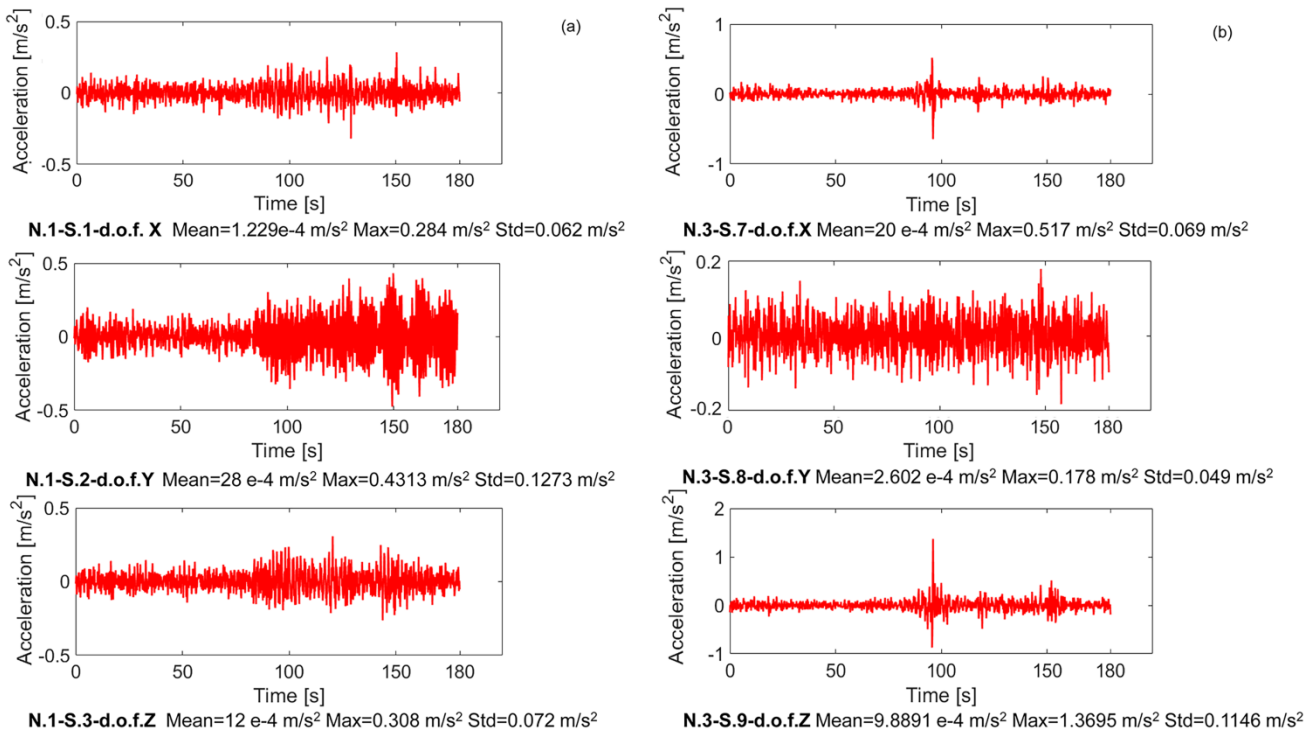 (a)
Acceleration [m/s²]
0.5
0
-0.5
0 50 100 150 180
Time [s]
N.1-S.1-d.o.f. X Mean=1.229e-4 m/s² Max=0.284 m/s² Std=0.062 m/s²
Acceleration [m/s²]
0.5
0
-0.5
0 50 100 150 180
Time [s]
N.1-S.2-d.o.f.Y Mean=28 e-4 m/s² Max=0.4313 m/s² Std=0.1273 m/s²
Acceleration [m/s²]
0.5
0
-0.5
0 50 100 150 180
Time [s]
N.1-S.3-d.o.f.Z Mean=12 e-4 m/s² Max=0.308 m/s² Std=0.072 m/s²
(b)
Acceleration [m/s²]
1
0
-1
0 50 100 150 180
Time [s]
N.3-S.7-d.o.f.X Mean=20 e-4 m/s² Max=0.517 m/s² Std=0.069 m/s²
Acceleration [m/s²]
0.2
0
-0.2
0 50 100 150 180
Time [s]
N.3-S.8-d.o.f.Y Mean=2.602 e-4 m/s² Max=0.178 m/s² Std=0.049 m/s²
Acceleration [m/s²]
2
1
0
-1
0 50 100 150 180
Time [s]
N.3-S.9-d.o.f.Z Mean=9.8891 e-4 m/s² Max=1.3695 m/s² Std=0.1146 m/s²